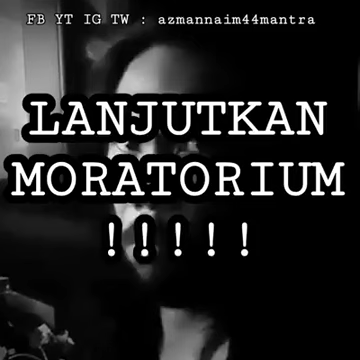 FB YT IG TW : azmannaim44mantra
LANJUTKAN
MORATORIUM
!!!!!